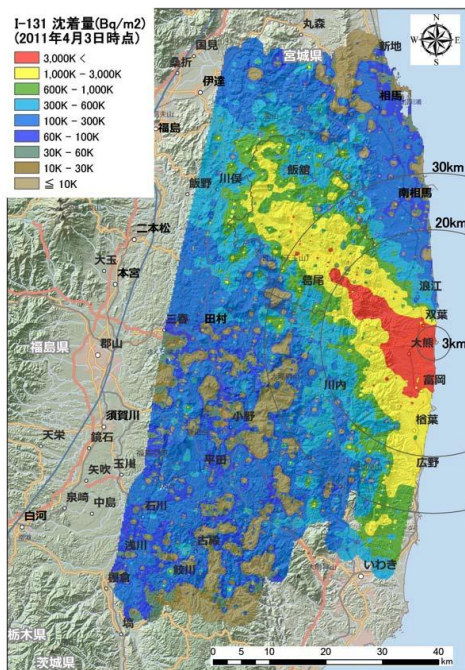 I-131 沈着量(Bq/m2)
(2011年4月3日時点)
3,000K <
1,000K - 3,000K
600K - 1,000K
300K - 600K
100K - 300K
60K - 100K
30K - 60K
10K - 30K
≦ 10K
丸森
国見
宮城県
新地
N
桑折
伊達
相馬
福島
30km
飯舘
川俣
飯野
南相馬
20km
二本松
大玉
葛尾
浪江
本宮
双葉
三春
田村
大熊
3km
郡山
福島県
富岡
川内
須賀川
小野
楢葉
天栄
鏡石
平田
広野
矢吹
玉川
泉崎
中島
石川
白河
古殿
浅川
いわき
棚倉
鮫川
塙
栃木県
茨城県
0 5 10 20 30 40
km